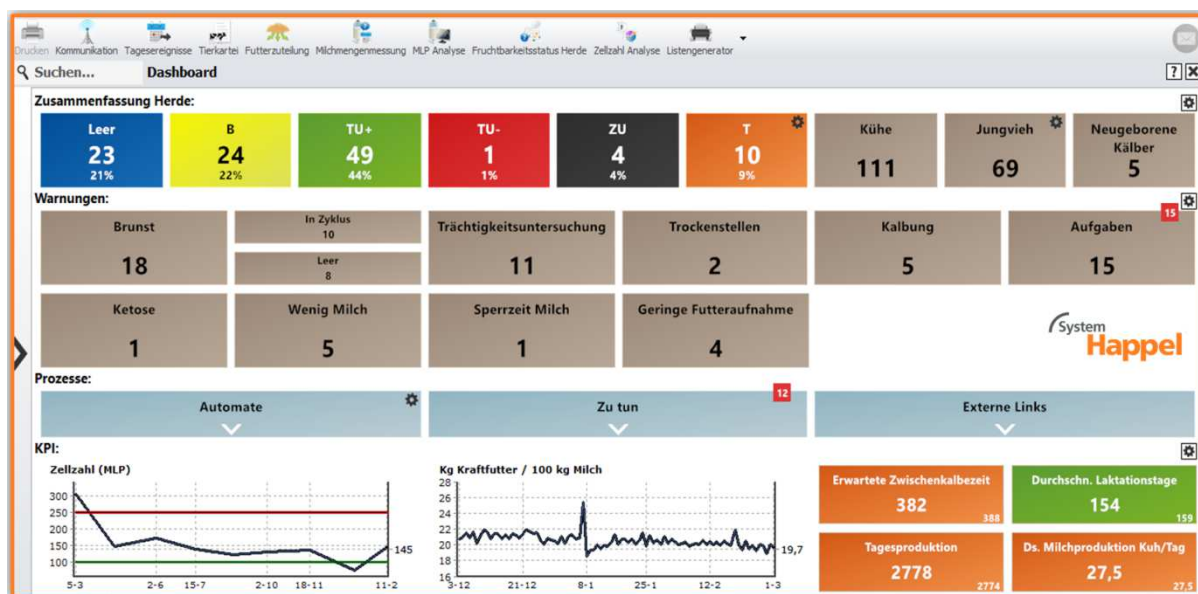 Drucken Kommunikation Tagesereignisse Tierkartei Futterzuteilung Milchmengenmessung MLP Analyse Fruchtbarkeitsstatus Herde Zellzahl Analyse Listengenerator
Suchen... Dashboard ?
Zusammenfassung Herde:
Leer
23
21%
B
24
22%
TU+
49
44%
TU-
1
1%
ZU
4
4%
T
10
9%
Kühe
111
Jungvieh
69
Neugeborene
Kälber
5
Warnungen:
Brunst
18
In Zyklus
10
Leer
8
Trächtigkeitsuntersuchung
11
Trockenstellen
2
Kalbung
5
15
Aufgaben
15
Ketose
1
Wenig Milch
5
Sperrzeit Milch
1
Geringe Futteraufnahme
4
System
Happel
Prozesse:
Automate
12
Zu tun
Externe Links
KPI:
Zellzahl (MLP)
300
250
200
150
100
145
5-3 2-6 15-7 2-10 18-11 11-2
Kg Kraftfutter / 100 kg Milch
28
26
24
22
20
18
16
19,7
3-12 21-12 8-1 25-1 12-2 1-3
Erwartete Zwischenkalbezeit
382
388
Durchschn. Laktationstage
154
159
Tagesproduktion
2778
2774
Ds. Milchproduktion Kuh/Tag
27,5
27,5